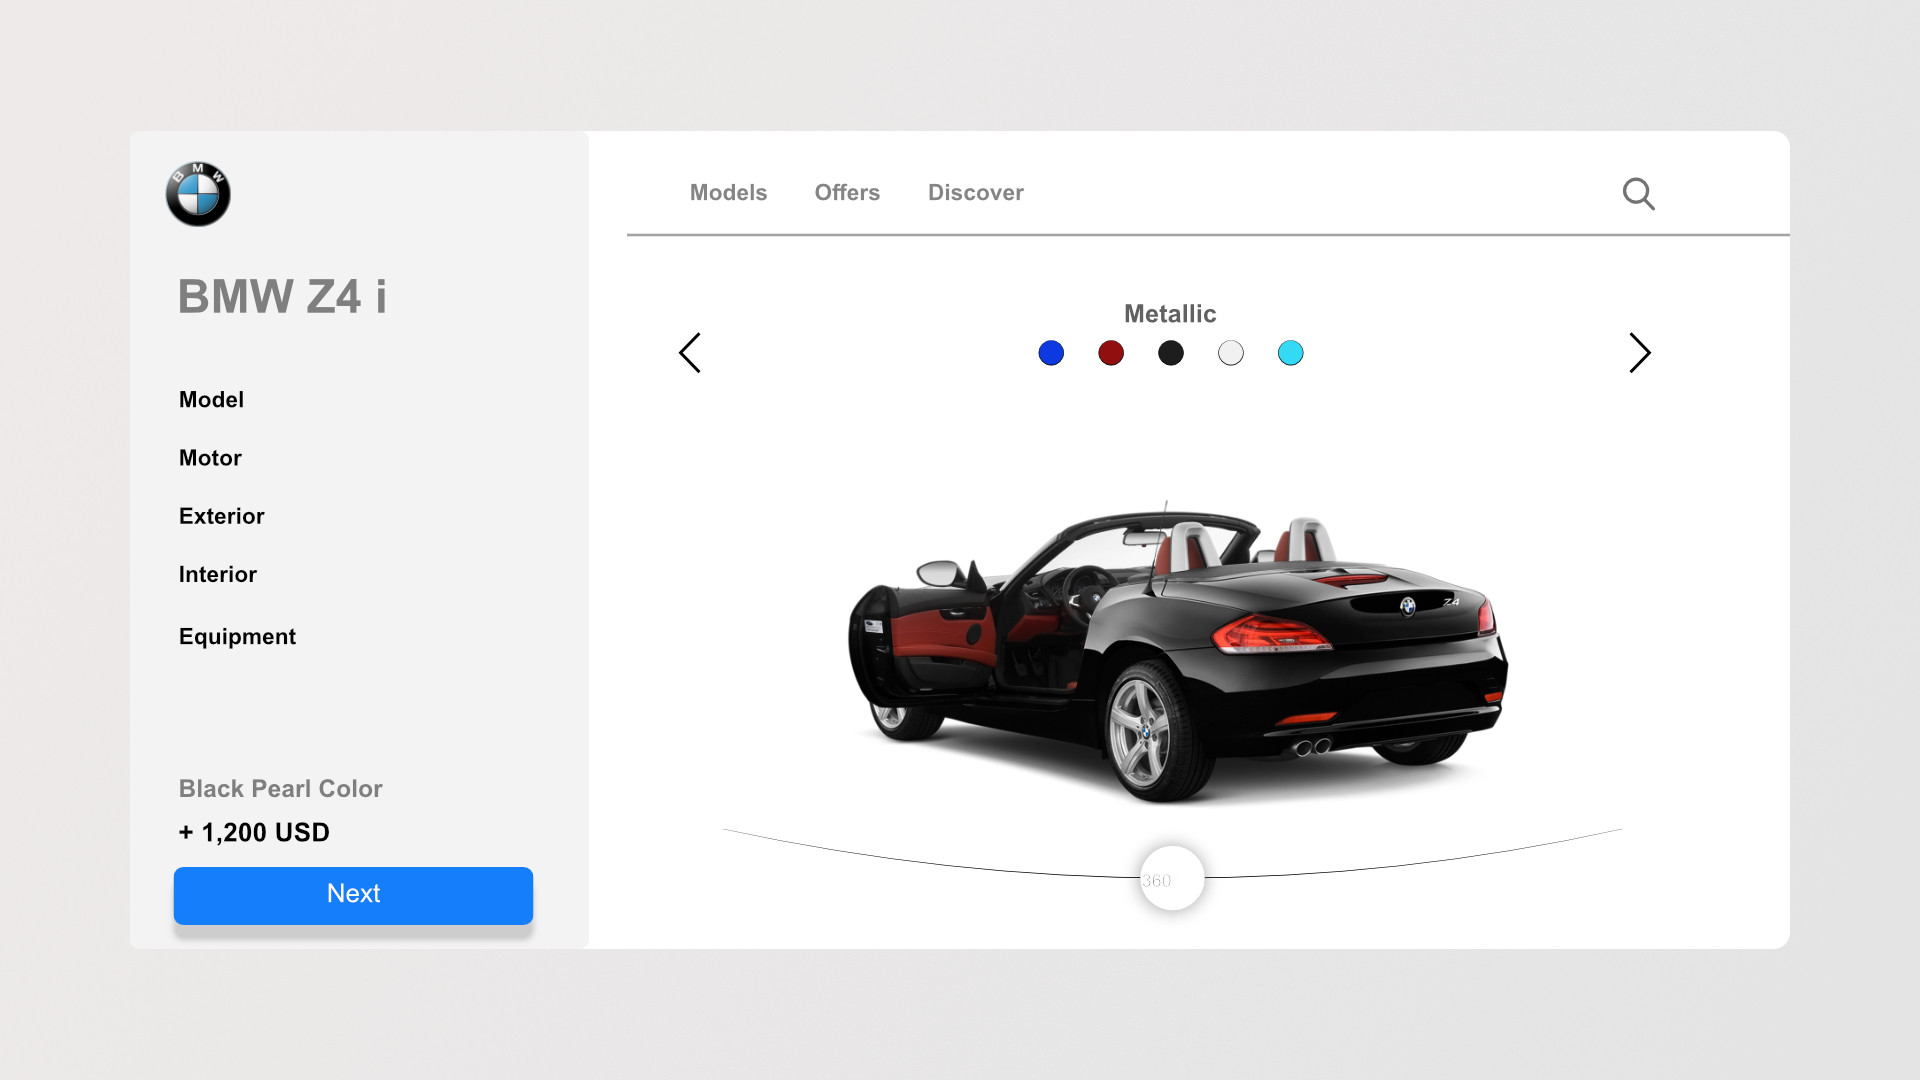 BMW
BMW Z4 i
Model
Motor
Exterior
Interior
Equipment
Black Pearl Color
+ 1,200 USD
Next
Models Offers Discover
Metallic
Z4
360